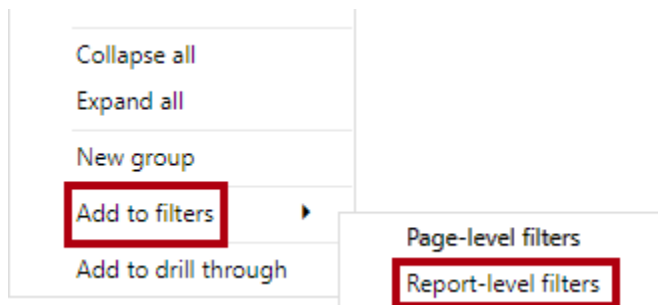 Collapse all
Expand all
New group
Add to filters
Page-level filters
Add to drill through
Report-level filters